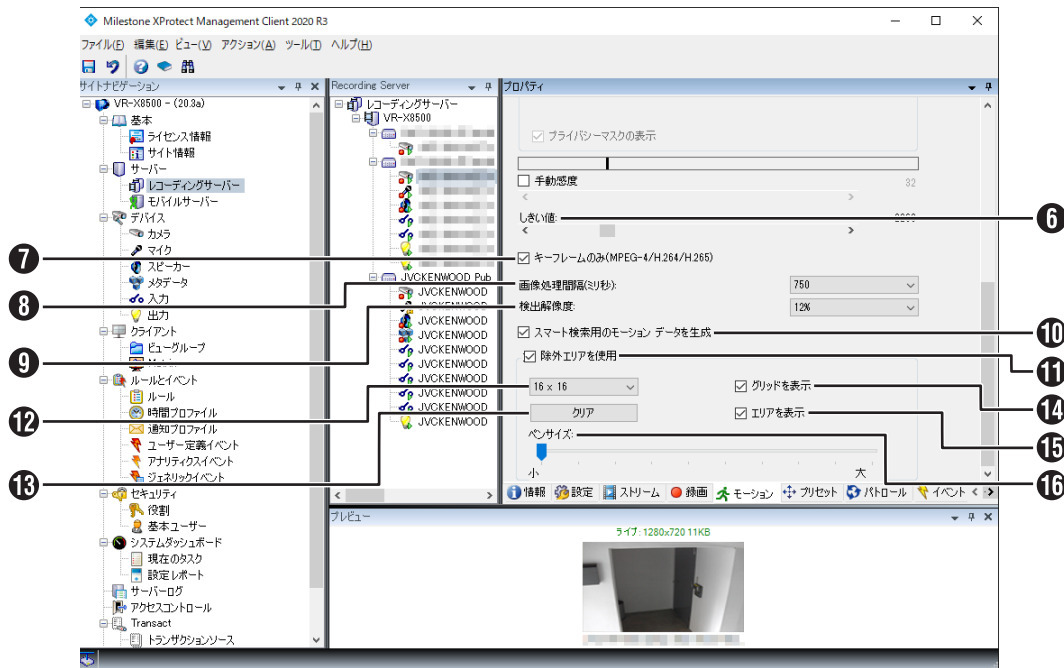 Milestone XProtect Management Client 2020 R3
ファイル(F) 編集(E) ビュー(V) アクション(A) ツール(T) ヘルプ(H)
サイトナビゲーション
VR-X8500 - (20.3a)
基本
ライセンス情報
サイト情報
サーバー
レコーディングサーバー
モバイルサーバー
デバイス
カメラ
マイク
スピーカー
メタデータ
入力
出力
クライアント
ビューグループ
Matrix
ルールとイベント
ルール
時間プロファイル
通知プロファイル
ユーザー定義イベント
アナリティクスイベント
ジェネリックイベント
セキュリティ
役割
基本ユーザー
システムダッシュボード
現在のタスク
設定レポート
サーバーログ
アクセスコントロール
Transact
トランザクションソース
Recording Server
レコーディングサーバー
VR-X8500
JVCKENWOOD Pub
JVCKENWOOD
JVCKENWOOD
JVCKENWOOD
JVCKENWOOD
JVCKENWOOD
JVCKENWOOD
JVCKENWOOD
JVCKENWOOD
JVCKENWOOD
JVCKENWOOD
プロパティ
プライバシーマスクの表示
手動感度 32
しきい値:
キーフレームのみ(MPEG-4/H.264/H.265)
画像処理間隔(ミリ秒): 750
検出解像度: 12%
スマート検索用のモーション データを生成
除外エリアを使用
16 x 16 グリッドを表示
クリア エリアを表示
ペンサイズ:
小 大
情報 設定 ストリーム 録画 モーション プリセット パトロール イベント
プレビュー
ライブ: 1280x720 11KB
6
7
8
9
10
11
12
13
14
15
16